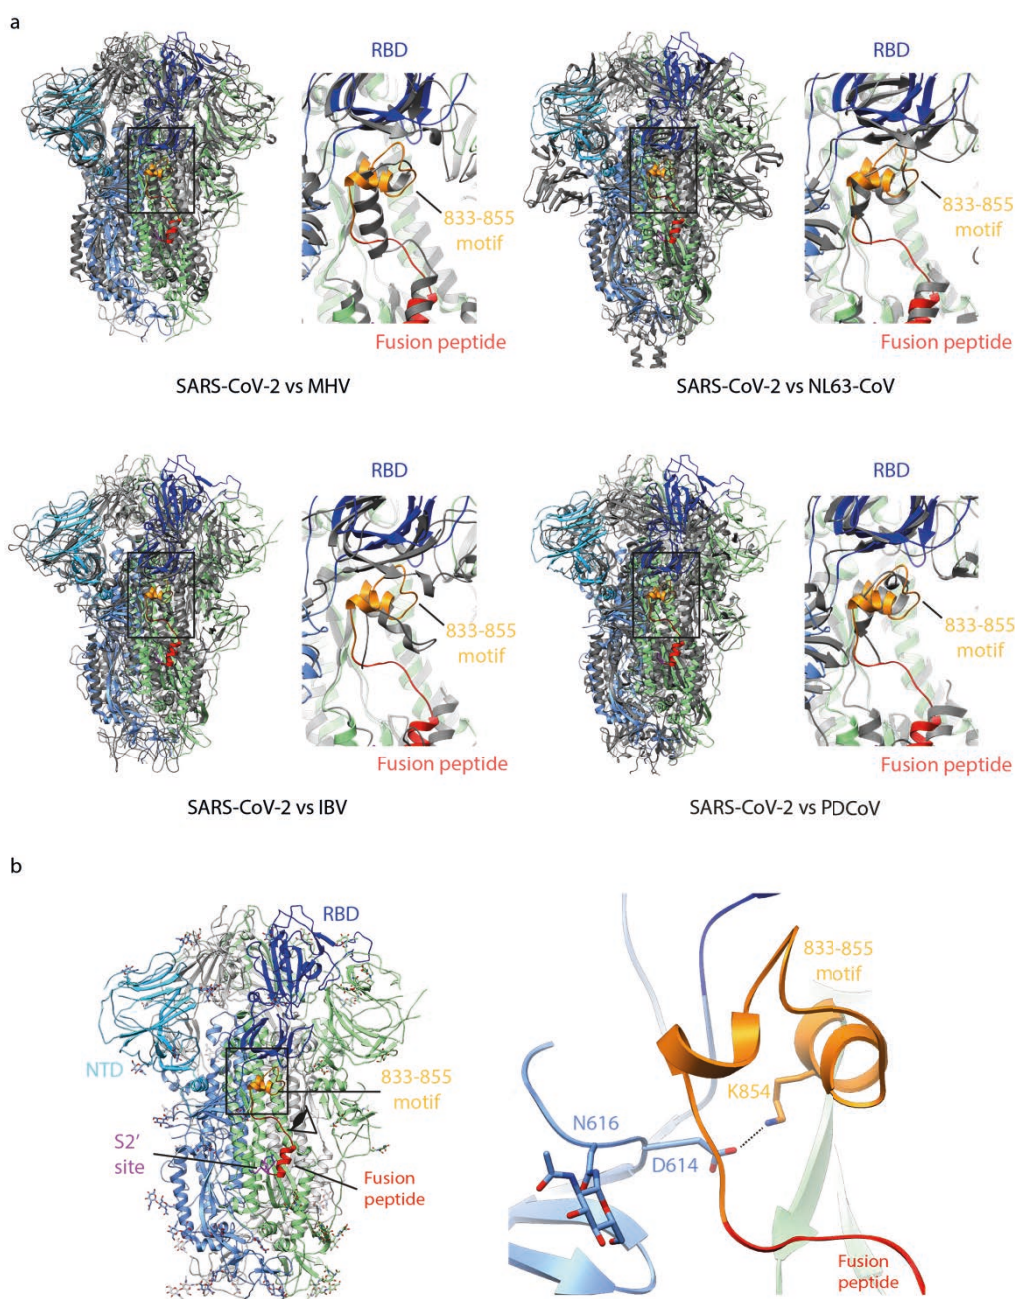 a
RBD
833-855
motif
Fusion peptide
SARS-CoV-2 vs MHV
RBD
833-855
motif
Fusion peptide
SARS-CoV-2 vs NL63-CoV
RBD
833-855
motif
Fusion peptide
SARS-CoV-2 vs IBV
RBD
833-855
motif
Fusion peptide
SARS-CoV-2 vs PDCoV
b
RBD
NTD
833-855
motif
S2’
site
Fusion
peptide
833-855
motif
K854
N616
D614
Fusion
peptide